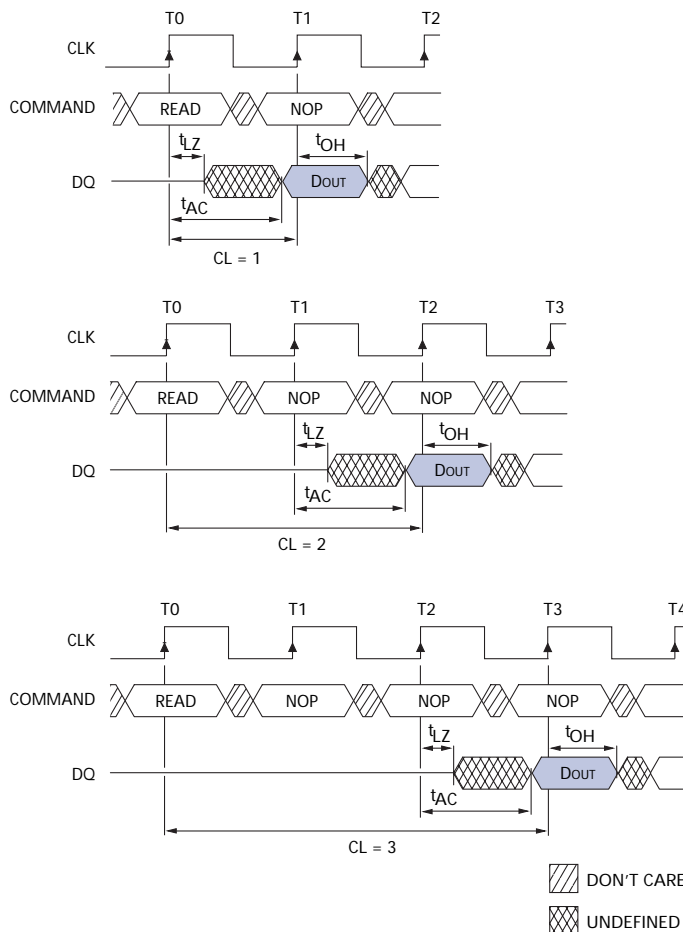 T0 T1 T2
CLK
COMMAND READ NOP
tLZ tOH
DQ DOUT
tAC
CL = 1
T0 T1 T2 T3
CLK
COMMAND READ NOP NOP
tLZ tOH
DQ DOUT
tAC
CL = 2
T0 T1 T2 T3 T4
CLK
COMMAND READ NOP NOP NOP
tLZ tOH
DQ DOUT
tAC
CL = 3
DON'T CARE
UNDEFINED